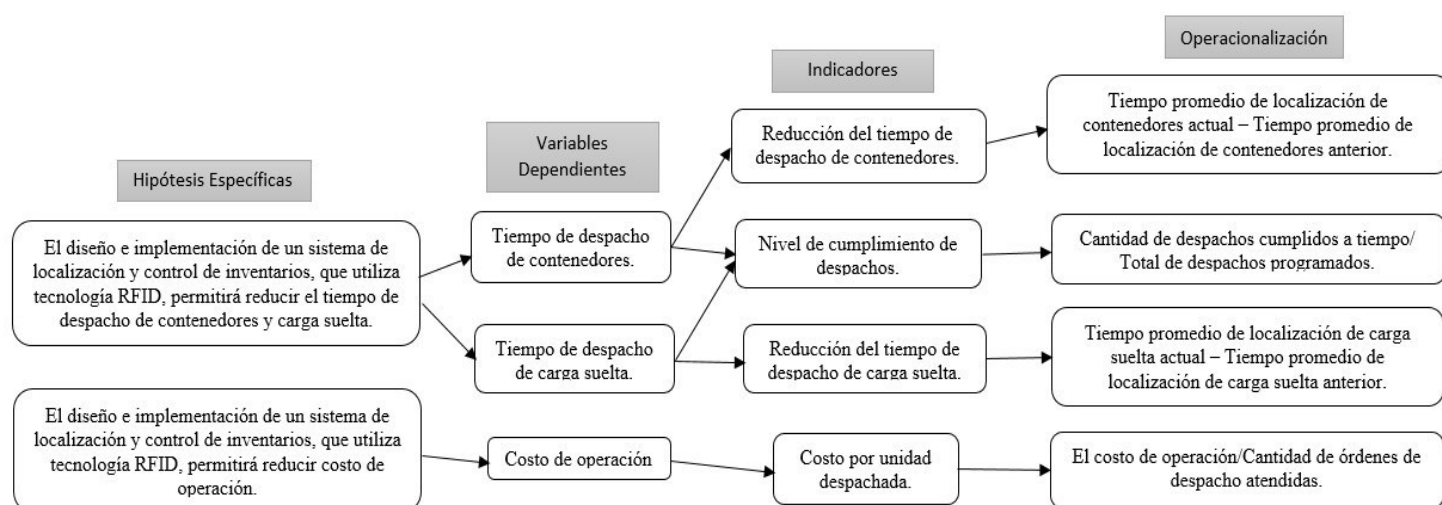 Hipótesis Específicas
El diseño e implementación de un sistema de
localización y control de inventarios, que utiliza
tecnología RFID, permitirá reducir el tiempo de
despacho de contenedores y carga suelta.
El diseño e implementación de un sistema de
localización y control de inventarios, que utiliza
tecnología RFID, permitirá reducir costo de
operación.
Variables
Dependientes
Tiempo de despacho
de contenedores.
Tiempo de despacho
de carga suelta.
Costo de operación
Indicadores
Reducción del tiempo de
despacho de contenedores.
Nivel de cumplimiento de
despachos.
Reducción del tiempo de
despacho de carga suelta.
Costo por unidad
despachada.
Operacionalización
Tiempo promedio de localización de
contenedores actual – Tiempo promedio de
localización de contenedores anterior.
Cantidad de despachos cumplidos a tiempo/
Total de despachos programados.
Tiempo promedio de localización de carga
suelta actual – Tiempo promedio de
localización de carga suelta anterior.
El costo de operación/Cantidad de órdenes de
despacho atendidas.